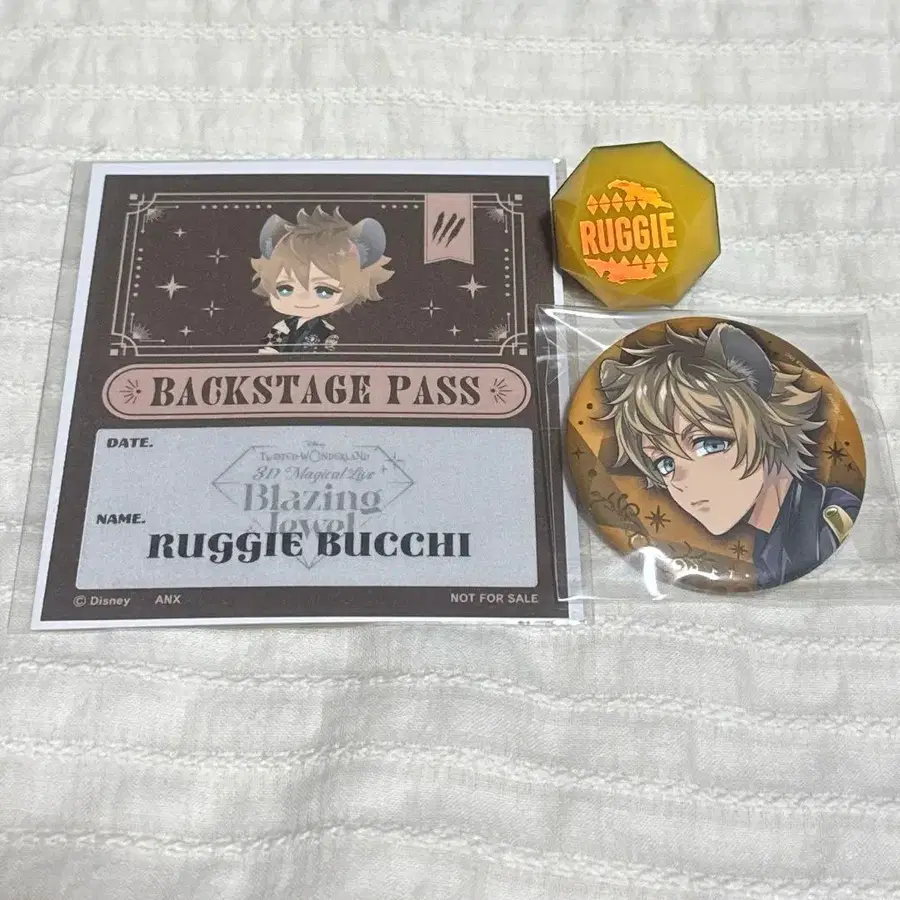 BACKSTAGE PASS
DATE.
Disney
TWISTED-WONDERLAND
3D Magical Live
Blazing
Jewel
NAME.
RUGGIE BUCCHI
© Disney ANX
NOT FOR SALE
RUGGIE